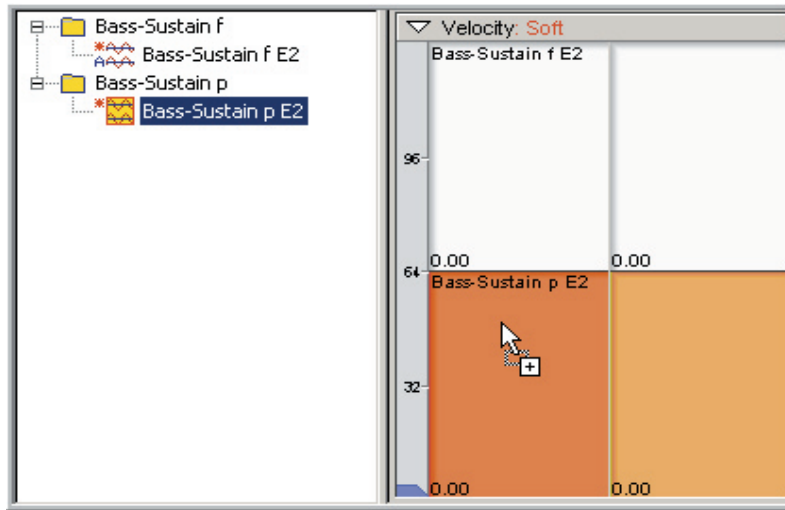 Bass-Sustain f
Bass-Sustain f E2
Bass-Sustain p
Bass-Sustain p E2
Velocity: Soft
Bass-Sustain f E2
96
0.00 0.00
64
Bass-Sustain p E2
32
0.00 0.00